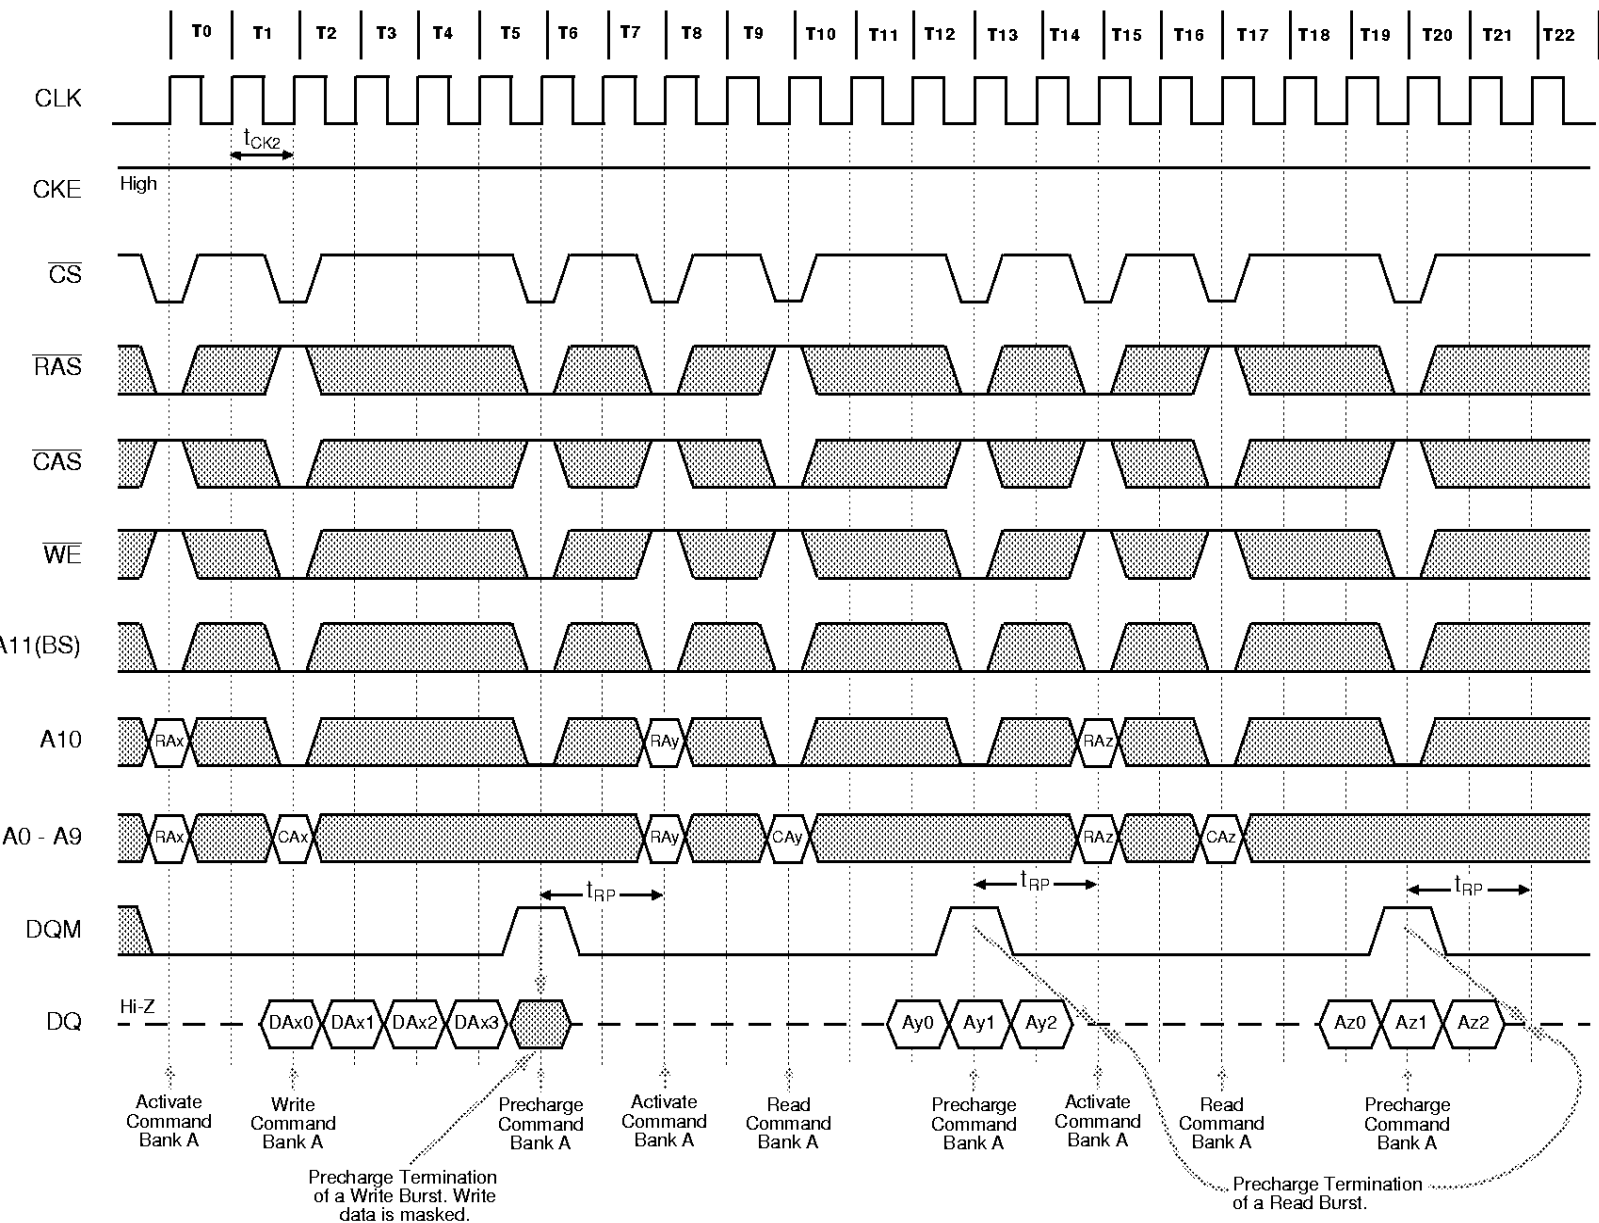 T0 T1 T2 T3 T4 T5 T6 T7 T8 T9 T10 T11 T12 T13 T14 T15 T16 T17 T18 T19 T20 T21 T22
CLK
tCK2
CKE
High
CS
RAS
CAS
WE
A11(BS)
A10 RAx RAy RAz
A0 - A9 RAx CAx RAy CAy RAz CAz
tRP tRP tRP
DQM
Hi-Z
DQ DAx0 DAx1 DAx2 DAx3 Ay0 Ay1 Ay2 Az0 Az1 Az2
Activate Write Precharge Activate Read Precharge Activate Read Precharge
Command Command Command Command Command Command Command Command Command
Bank A Bank A Bank A Bank A Bank A Bank A Bank A Bank A Bank A
Precharge Termination
of a Write Burst. Write
data is masked.
Precharge Termination
of a Read Burst.